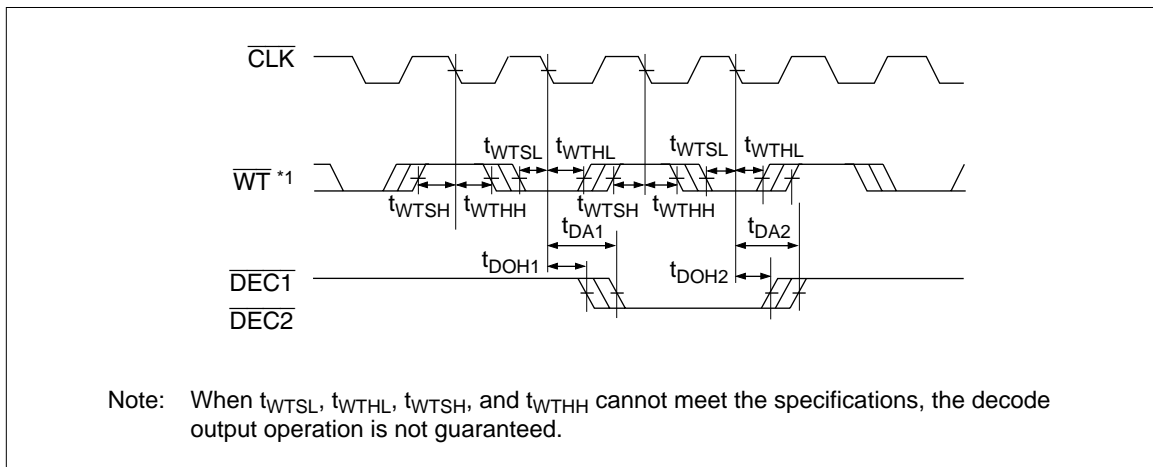 CLK
tWTSL tWTHL tWTSL tWTHL
WT *1
tWTSH tWTHH tWTSH tWTHH
tDA1 tDA2
tDOH1 tDOH2
DEC1
DEC2
Note: When tWTSL, tWTHL, tWTSH, and tWTHH cannot meet the specifications, the decode
output operation is not guaranteed.